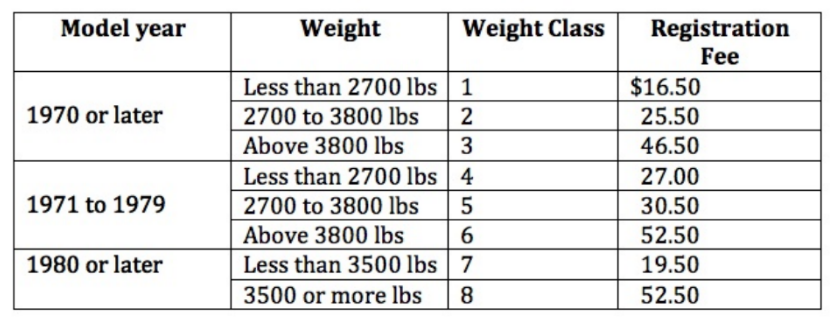 Model year Weight Weight Class Registration
Fee
Less than 2700 lbs 1 $16.50
1970 or later 2700 to 3800 lbs 2 25.50
Above 3800 lbs 3 46.50
Less than 2700 lbs 4 27.00
1971 to 1979 2700 to 3800 lbs 5 30.50
Above 3800 lbs 6 52.50
1980 or later Less than 3500 lbs 7 19.50
3500 or more lbs 8 52.50